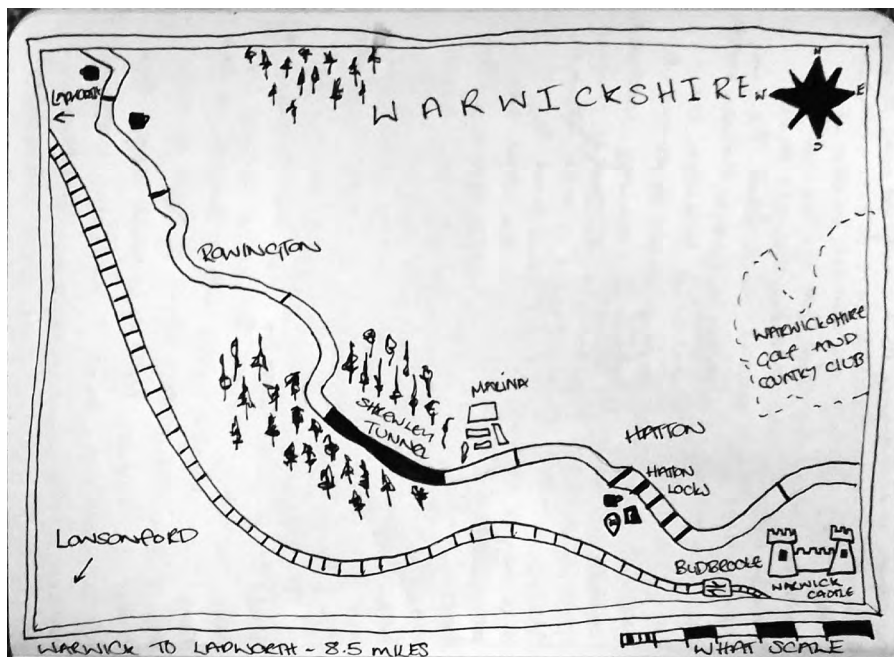 N
WARWICKSHIRE
W E
S
LAPWORTH
ROWINGTON
WARWICKSHIRE
GOLF AND
COUNTRY CLUB
MARINA
SHREWLEY
TUNNEL
HATTON
HATTON
LOCKS
LOWSONFORD
BUDBROOKE
WARWICK
CASTLE
WARWICK TO LAPWORTH - 8.5 MILES
WHAT SCALE